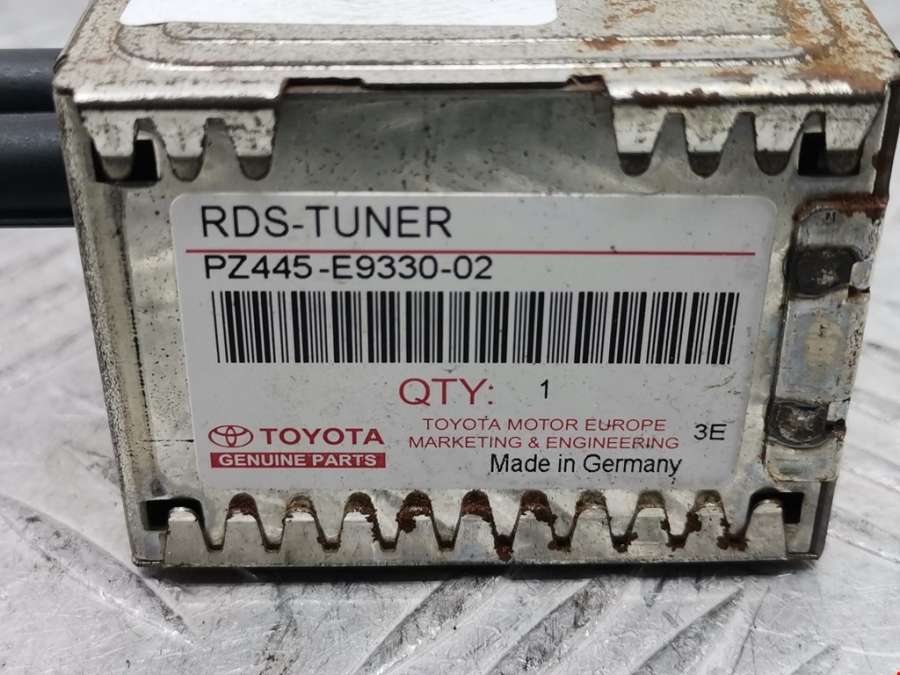 RDS-TUNER
PZ445-E9330-02
QTY: 1
TOYOTA
GENUINE PARTS
TOYOTA MOTOR EUROPE
MARKETING & ENGINEERING
3E
Made in Germany